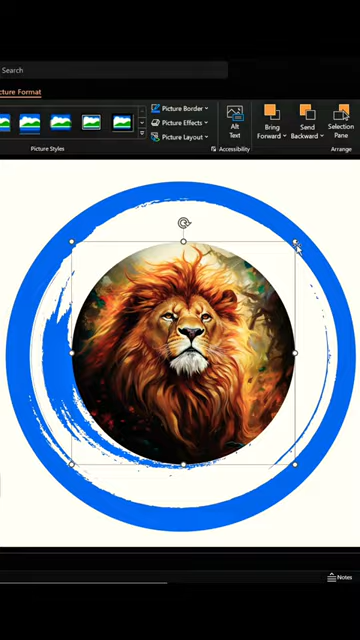 Search
cture Format
Picture Border
Picture Effects
Picture Layout
Alt
Text
Bring
Forward
Send
Backward
Selection
Pane
Picture Styles
Accessibility
Arrange
Notes